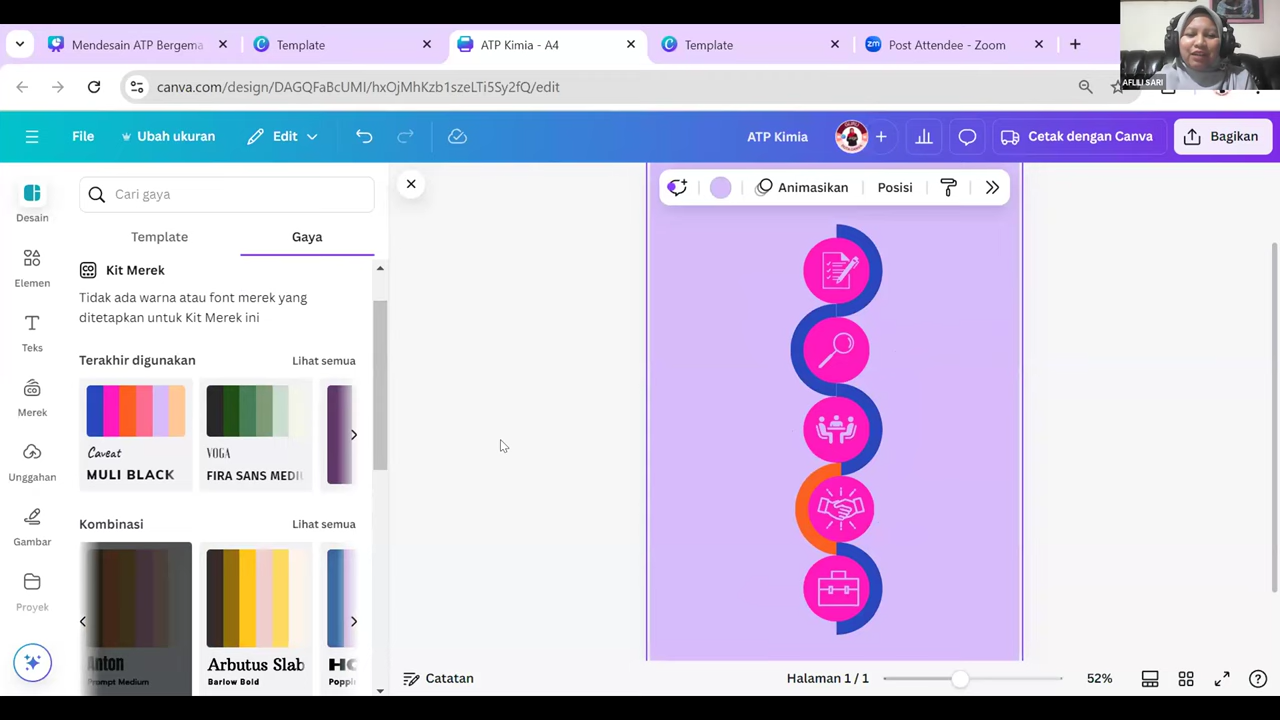 Mendesain ATP Bergema
Template
ATP Kimia - A4
Template
Post Attendee - Zoom
AFLILI SARI
canva.com/design/DAGQFaBcUMI/hxOjMhKzb1szeLTi5Sy2fQ/edit
File
Ubah ukuran
Edit
ATP Kimia
Cetak dengan Canva
Bagikan
Desain
Elemen
Teks
Merek
Unggahan
Gambar
Proyek
Cari gaya
Template
Gaya
Kit Merek
Tidak ada warna atau font merek yang
ditetapkan untuk Kit Merek ini
Terakhir digunakan
Lihat semua
Caveat
MULI BLACK
VOGA
FIRA SANS MEDI
Kombinasi
Lihat semua
Anton
Prompt Medium
Arbutus Slab
Barlow Bold
Animasikan
Posisi
Catatan
Halaman 1 / 1
52%